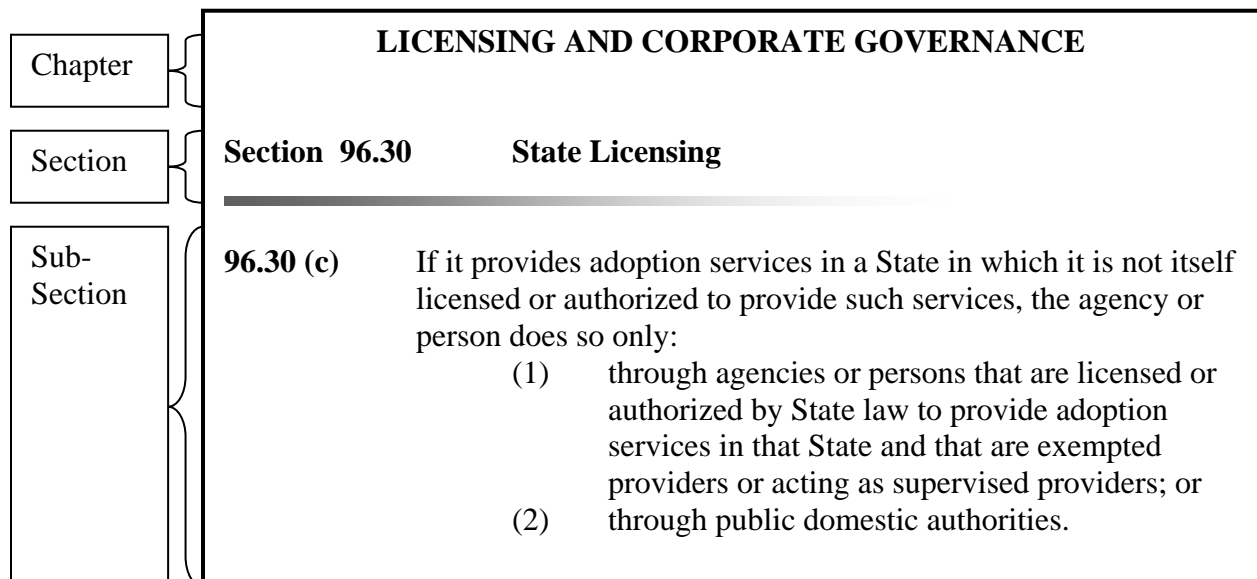 LICENSING AND CORPORATE GOVERNANCE
Chapter
Section
Section 96.30 State Licensing
Sub-
Section
96.30 (c) If it provides adoption services in a State in which it is not itself
licensed or authorized to provide such services, the agency or
person does so only:
(1) through agencies or persons that are licensed or
authorized by State law to provide adoption
services in that State and that are exempted
providers or acting as supervised providers; or
(2) through public domestic authorities.